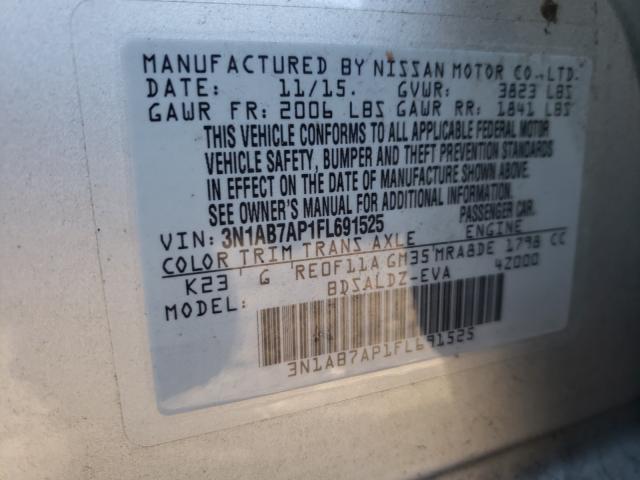 MANUFACTURED BY NISSAN MOTOR CO.,LTD.
DATE: 11/15. GVWR: 3823 LBS
GAWR FR: 2006 LBS GAWR RR: 1841 LBS
THIS VEHICLE CONFORMS TO ALL APPLICABLE FEDERAL MOTOR
VEHICLE SAFETY, BUMPER AND THEFT PREVENTION STANDARDS
IN EFFECT ON THE DATE OF MANUFACTURE SHOWN ABOVE.
SEE OWNER'S MANUAL FOR ADDITIONAL INFORMATION.
VIN: 3N1AB7AP1FL691525 PASSENGER CAR
COLOR TRIM TRANS AXLE ENGINE
K23 G RE0F11A GM35 MRA8DE 1798 CC
MODEL: BDSALDZ-EVA 42000
3N1AB7AP1FL691525